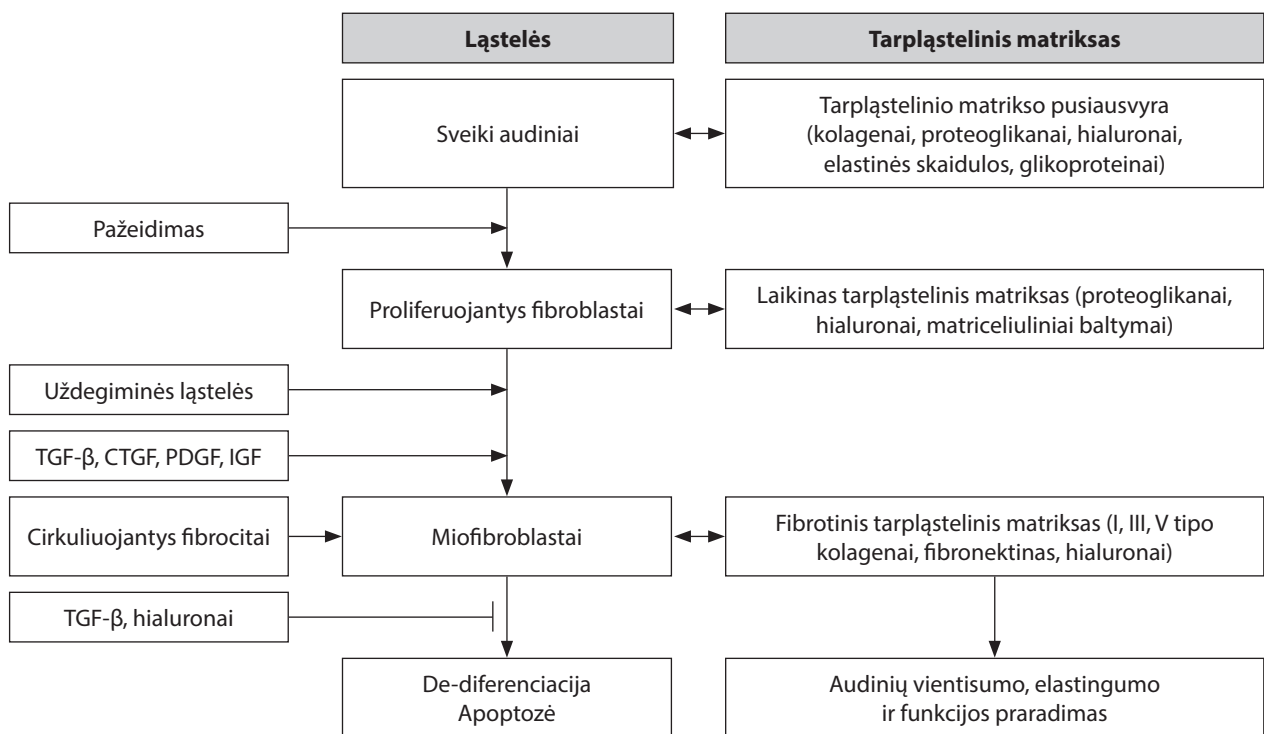 Ląstelės
Tarpląstelinis matriksas
Sveiki audiniai
Tarpląstelinio matrikso pusiausvyra
(kolagenai, proteoglikanai, hialuronai,
elastinės skaidulos, glikoproteinai)
Pažeidimas
Proliferuojantys fibroblastai
Laikinas tarpląstelinis matriksas (proteoglikanai,
hialuronai, matriceliuliniai baltymai)
Uždegiminės ląstelės
TGF-β, CTGF, PDGF, IGF
Cirkuliuojantys fibrocitai
Miofibroblastai
Fibrotinis tarpląstelinis matriksas (I, III, V tipo
kolagenai, fibronektinas, hialuronai)
TGF-β, hialuronai
De-diferenciacija
Apoptozė
Audinių vientisumo, elastingumo
ir funkcijos praradimas